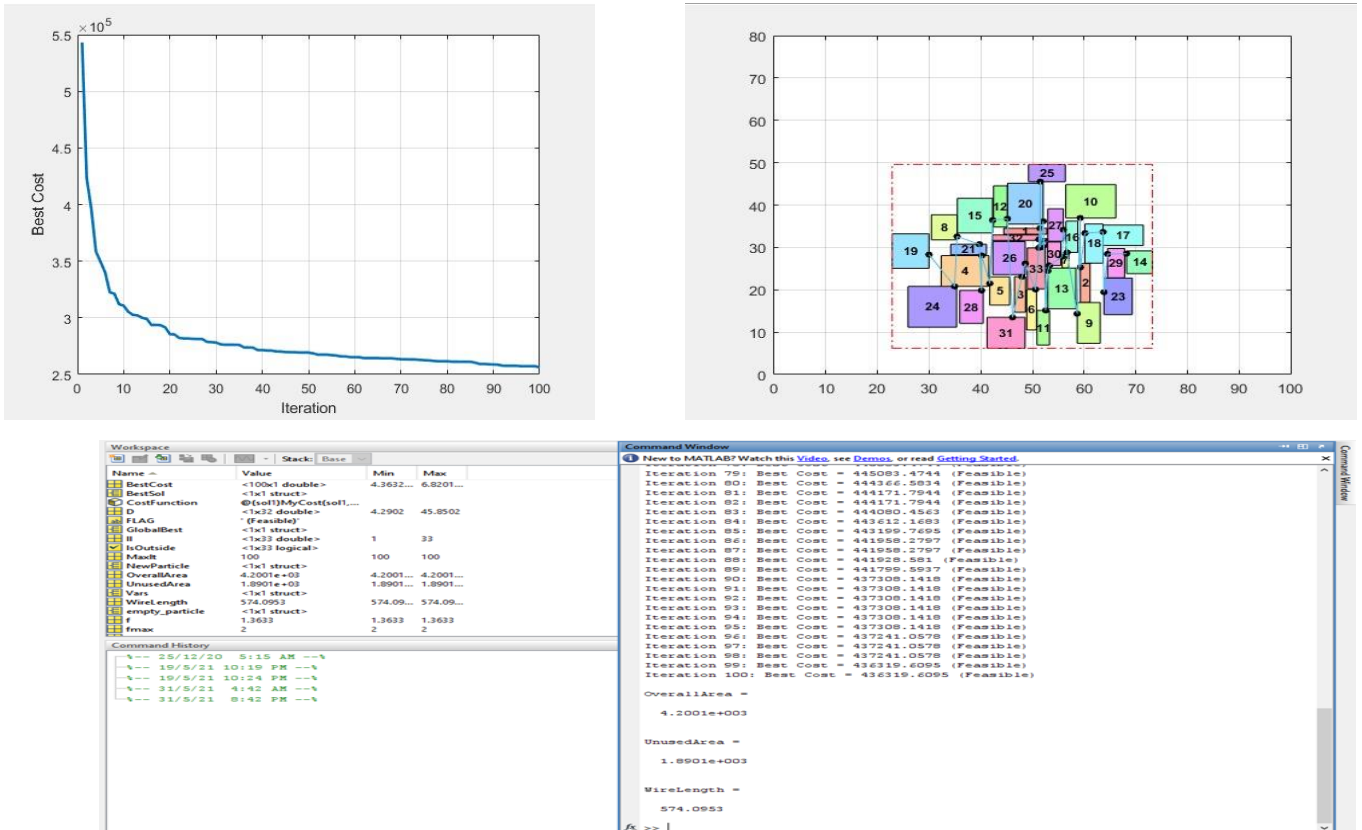 ×10^5
5.5
5
4.5
4
3.5
3
2.5
0 10 20 30 40 50 60 70 80 90 100
Best Cost
Iteration
80
70
60
50
40
30
20
10
0
0 10 20 30 40 50 60 70 80 90 100
25
10
20
12
15
27
8
1
17
16
32
18
19
21
30
26
7
29
14
33
4
2
5
13
3
23
24
28
6
9
11
31
Workspace
Stack: Base
Name Value Min Max
BestCost <100x1 double> 4.3632... 6.8201...
BestSol <1x1 struct>
CostFunction @(sol1)MyCost(sol1,...
D <1x32 double> 4.2902 45.8502
FLAG ' (Feasible)'
GlobalBest <1x1 struct>
II <1x33 double> 1 33
IsOutside <1x33 logical>
MaxIt 100 100 100
NewParticle <1x1 struct>
OverallArea 4.2001e+03 4.2001... 4.2001...
UnusedArea 1.8901e+03 1.8901... 1.8901...
Vars <1x1 struct>
WireLength 574.0953 574.09... 574.09...
empty_particle <1x1 struct>
f 1.3633 1.3633 1.3633
fmax 2 2 2
Command History
%-- 25/12/20 5:15 AM --%
%-- 19/5/21 10:19 PM --%
%-- 19/5/21 10:24 PM --%
%-- 31/5/21 4:42 AM --%
%-- 31/5/21 8:42 PM --%
Command Window
New to MATLAB? Watch this Video, see Demos, or read Getting Started.
Iteration 79: Best Cost = 445083.4744 (Feasible)
Iteration 80: Best Cost = 444366.5834 (Feasible)
Iteration 81: Best Cost = 444171.7944 (Feasible)
Iteration 82: Best Cost = 444171.7944 (Feasible)
Iteration 83: Best Cost = 444080.4563 (Feasible)
Iteration 84: Best Cost = 443612.1683 (Feasible)
Iteration 85: Best Cost = 443199.7695 (Feasible)
Iteration 86: Best Cost = 441958.2797 (Feasible)
Iteration 87: Best Cost = 441958.2797 (Feasible)
Iteration 88: Best Cost = 441928.581 (Feasible)
Iteration 89: Best Cost = 441799.5937 (Feasible)
Iteration 90: Best Cost = 437308.1418 (Feasible)
Iteration 91: Best Cost = 437308.1418 (Feasible)
Iteration 92: Best Cost = 437308.1418 (Feasible)
Iteration 93: Best Cost = 437308.1418 (Feasible)
Iteration 94: Best Cost = 437308.1418 (Feasible)
Iteration 95: Best Cost = 437308.1418 (Feasible)
Iteration 96: Best Cost = 437241.0578 (Feasible)
Iteration 97: Best Cost = 437241.0578 (Feasible)
Iteration 98: Best Cost = 437241.0578 (Feasible)
Iteration 99: Best Cost = 436319.6095 (Feasible)
Iteration 100: Best Cost = 436319.6095 (Feasible)
OverallArea =
4.2001e+003
UnusedArea =
1.8901e+003
WireLength =
574.0953
fx >>
Command Window